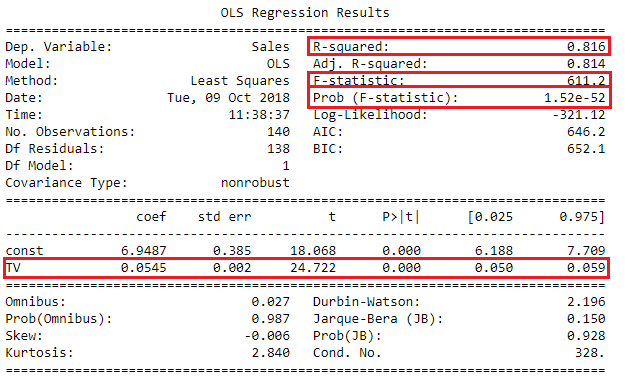 OLS Regression Results
==============================================================================
Dep. Variable: Sales R-squared: 0.816
Model: OLS Adj. R-squared: 0.814
Method: Least Squares F-statistic: 611.2
Date: Tue, 09 Oct 2018 Prob (F-statistic): 1.52e-52
Time: 11:38:37 Log-Likelihood: -321.12
No. Observations: 140 AIC: 646.2
Df Residuals: 138 BIC: 652.1
Df Model: 1
Covariance Type: nonrobust
==============================================================================
coef std err t P>|t| [0.025 0.975]
------------------------------------------------------------------------------
const 6.9487 0.385 18.068 0.000 6.188 7.709
TV 0.0545 0.002 24.722 0.000 0.050 0.059
==============================================================================
Omnibus: 0.027 Durbin-Watson: 2.196
Prob(Omnibus): 0.987 Jarque-Bera (JB): 0.150
Skew: -0.006 Prob(JB): 0.928
Kurtosis: 2.840 Cond. No. 328.
==============================================================================